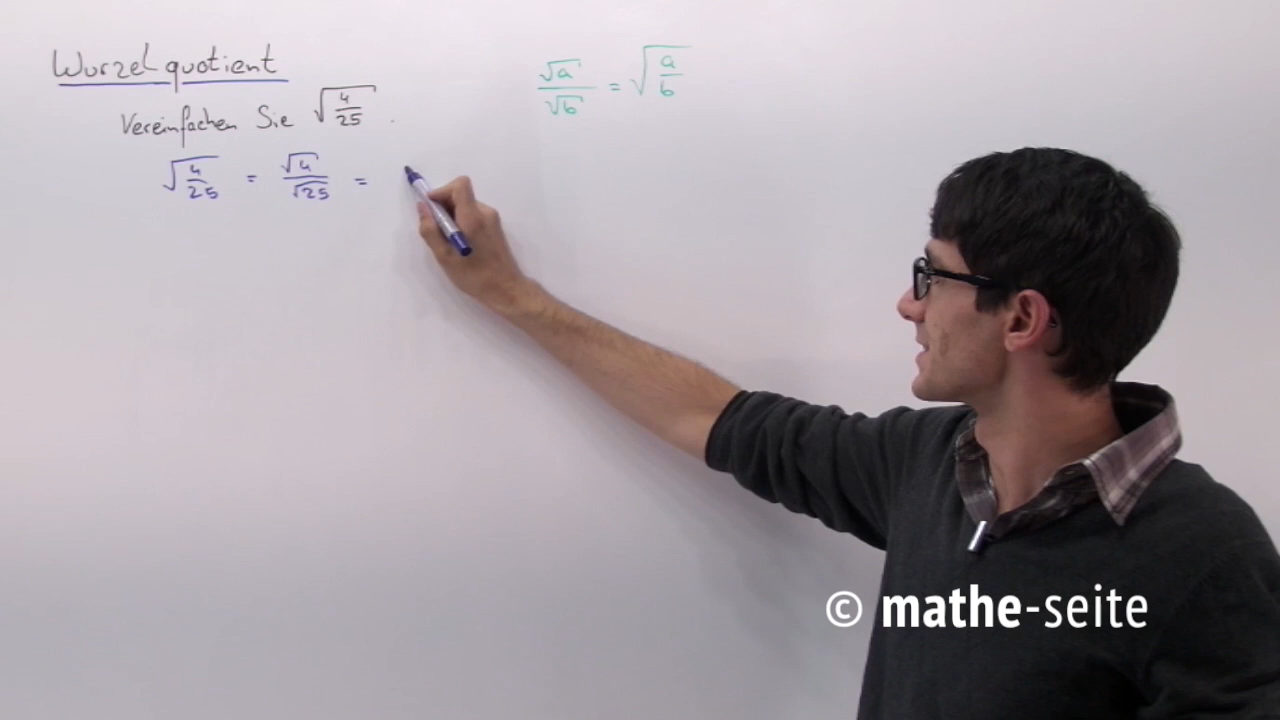 Wurzelquotient
√a/√b = √(a/b)
Vereinfachen Sie √(4/25).
√(4/25) = √4/√25 =
© mathe-seite